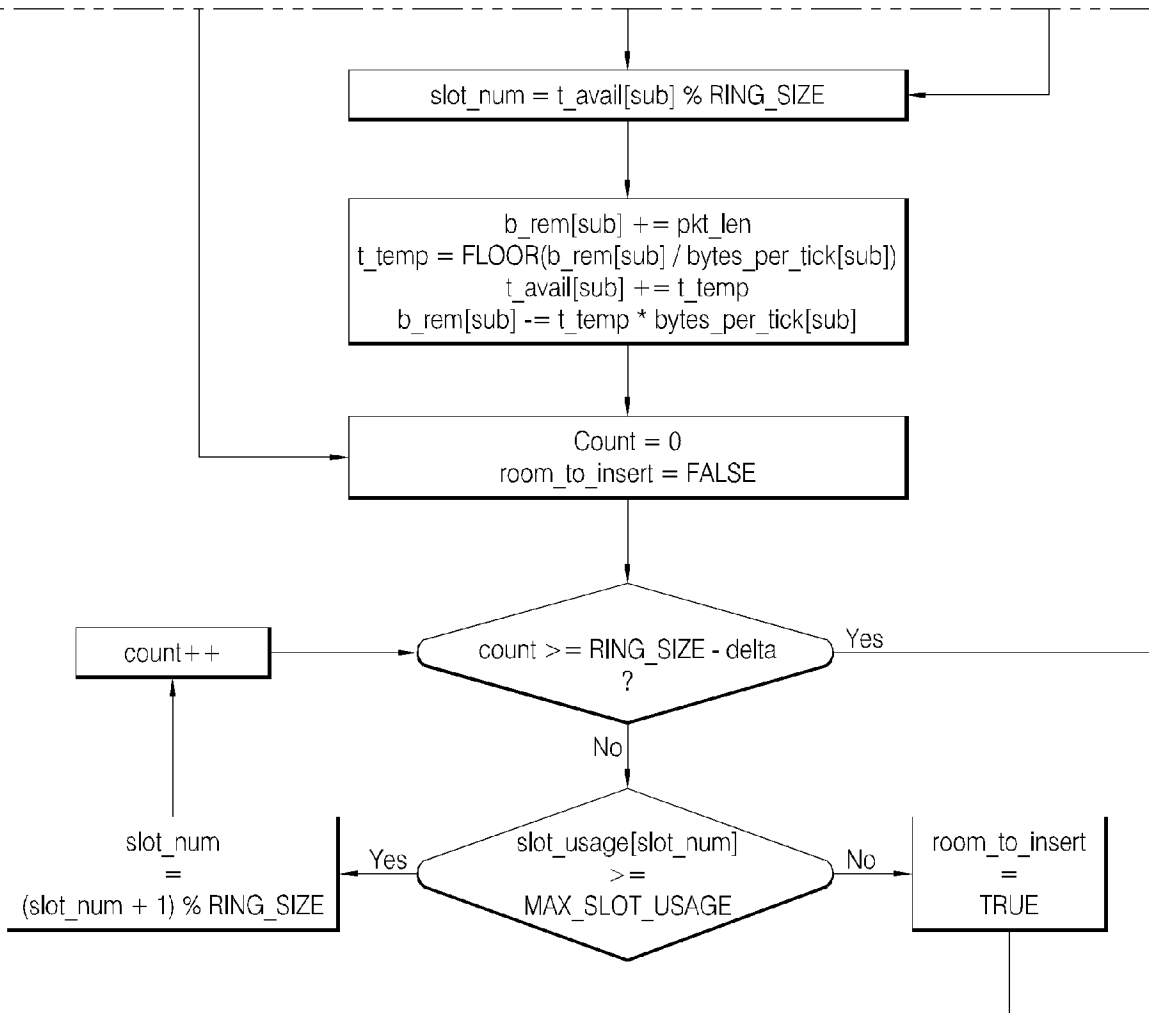 slot_num = t_avail[sub] % RING_SIZE
b_rem[sub] += pkt_len
t_temp = FLOOR(b_rem[sub] / bytes_per_tick[sub])
t_avail[sub] += t_temp
b_rem[sub] -= t_temp * bytes_per_tick[sub]
Count = 0
room_to_insert = FALSE
count++
count >= RING_SIZE - delta
?
Yes
No
slot_num
=
(slot_num + 1) % RING_SIZE
Yes
slot_usage[slot_num]
>=
MAX_SLOT_USAGE
No
room_to_insert
=
TRUE